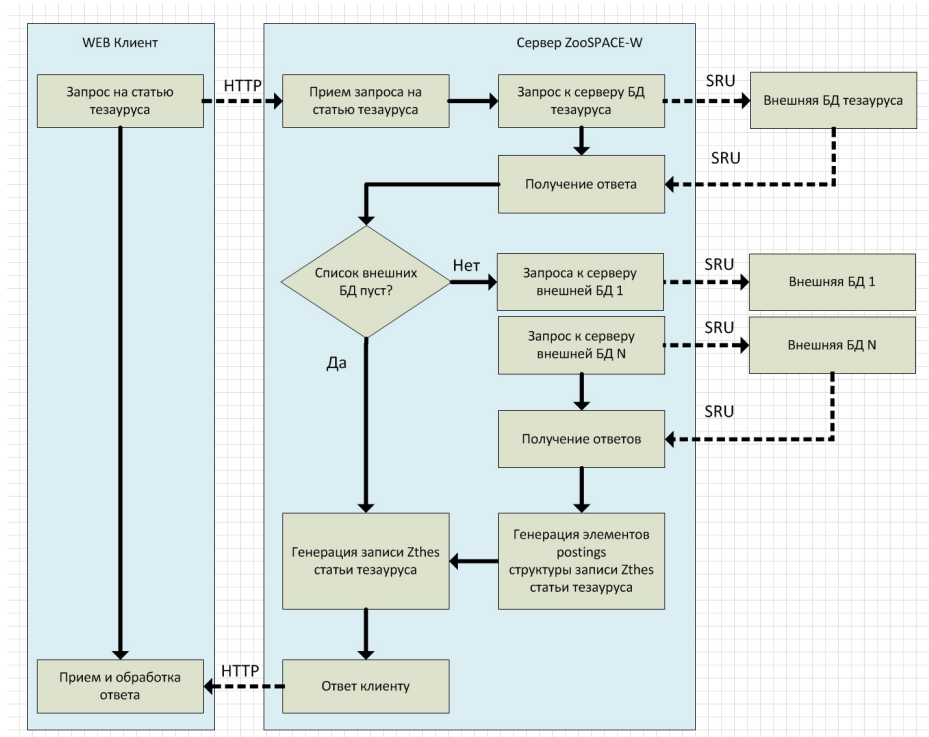 WEB Клиент
Сервер ZooSPACE-W
Запрос на статью
тезауруса
HTTP
Прием запроса на
статью тезауруса
Запрос к серверу БД
тезауруса
SRU
Внешняя БД тезауруса
Получение ответа
SRU
Список внешних
БД пуст?
Нет
Запроса к серверу
внешней БД 1
SRU
Внешняя БД 1
Запрос к серверу
внешней БД N
SRU
Внешняя БД N
Да
Получение ответов
SRU
Генерация записи Zthes
статьи тезауруса
Генерация элементов
postings
структуры записи Zthes
статьи тезауруса
Прием и обработка
ответа
HTTP
Ответ клиенту